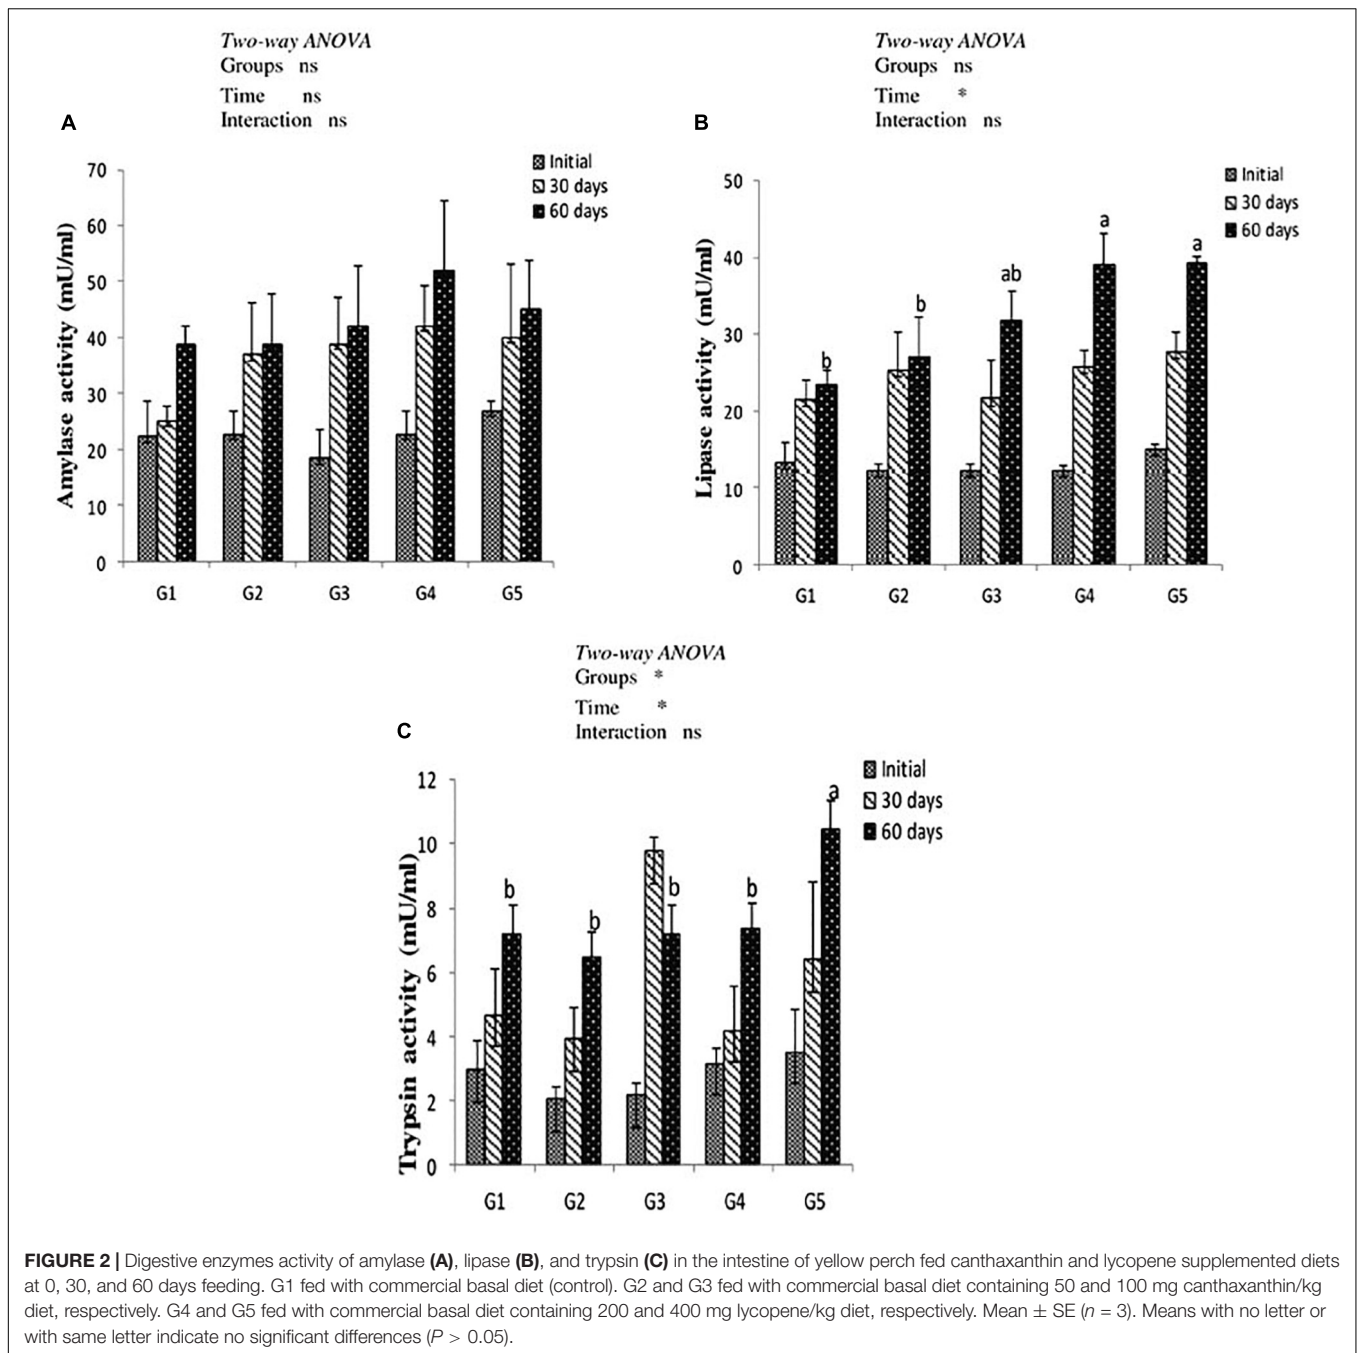 Two-way ANOVA
Groups ns
Time ns
Interaction ns
A
Amylase activity (mU/ml)
70
60
50
40
30
20
10
0
Initial
30 days
60 days
G1 G2 G3 G4 G5
Two-way ANOVA
Groups ns
Time *
Interaction ns
B
Lipase activity (mU/ml)
50
40
30
20
10
0
Initial
30 days
60 days
b b ab a a
G1 G2 G3 G4 G5
Two-way ANOVA
Groups *
Time *
Interaction ns
C
Trypsin activity (mU/ml)
12
10
8
6
4
2
0
Initial
30 days
60 days
b b b b a
G1 G2 G3 G4 G5
FIGURE 2 | Digestive enzymes activity of amylase (A), lipase (B), and trypsin (C) in the intestine of yellow perch fed canthaxanthin and lycopene supplemented diets
at 0, 30, and 60 days feeding. G1 fed with commercial basal diet (control). G2 and G3 fed with commercial basal diet containing 50 and 100 mg canthaxanthin/kg
diet, respectively. G4 and G5 fed with commercial basal diet containing 200 and 400 mg lycopene/kg diet, respectively. Mean ± SE (n = 3). Means with no letter or
with same letter indicate no significant differences (P > 0.05).